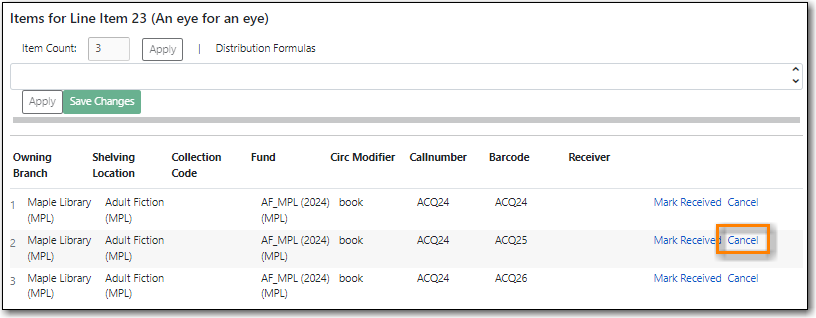 Items for Line Item 23 (An eye for an eye)
Item Count: 3 Apply | Distribution Formulas
Apply Save Changes
Owning Branch Shelving Location Collection Code Fund Circ Modifier Callnumber Barcode Receiver
1 Maple Library (MPL) Adult Fiction (MPL) AF_MPL (2024) (MPL) book ACQ24 ACQ24 Mark Received Cancel
2 Maple Library (MPL) Adult Fiction (MPL) AF_MPL (2024) (MPL) book ACQ24 ACQ25 Mark Received Cancel
3 Maple Library (MPL) Adult Fiction (MPL) AF_MPL (2024) (MPL) book ACQ24 ACQ26 Mark Received Cancel